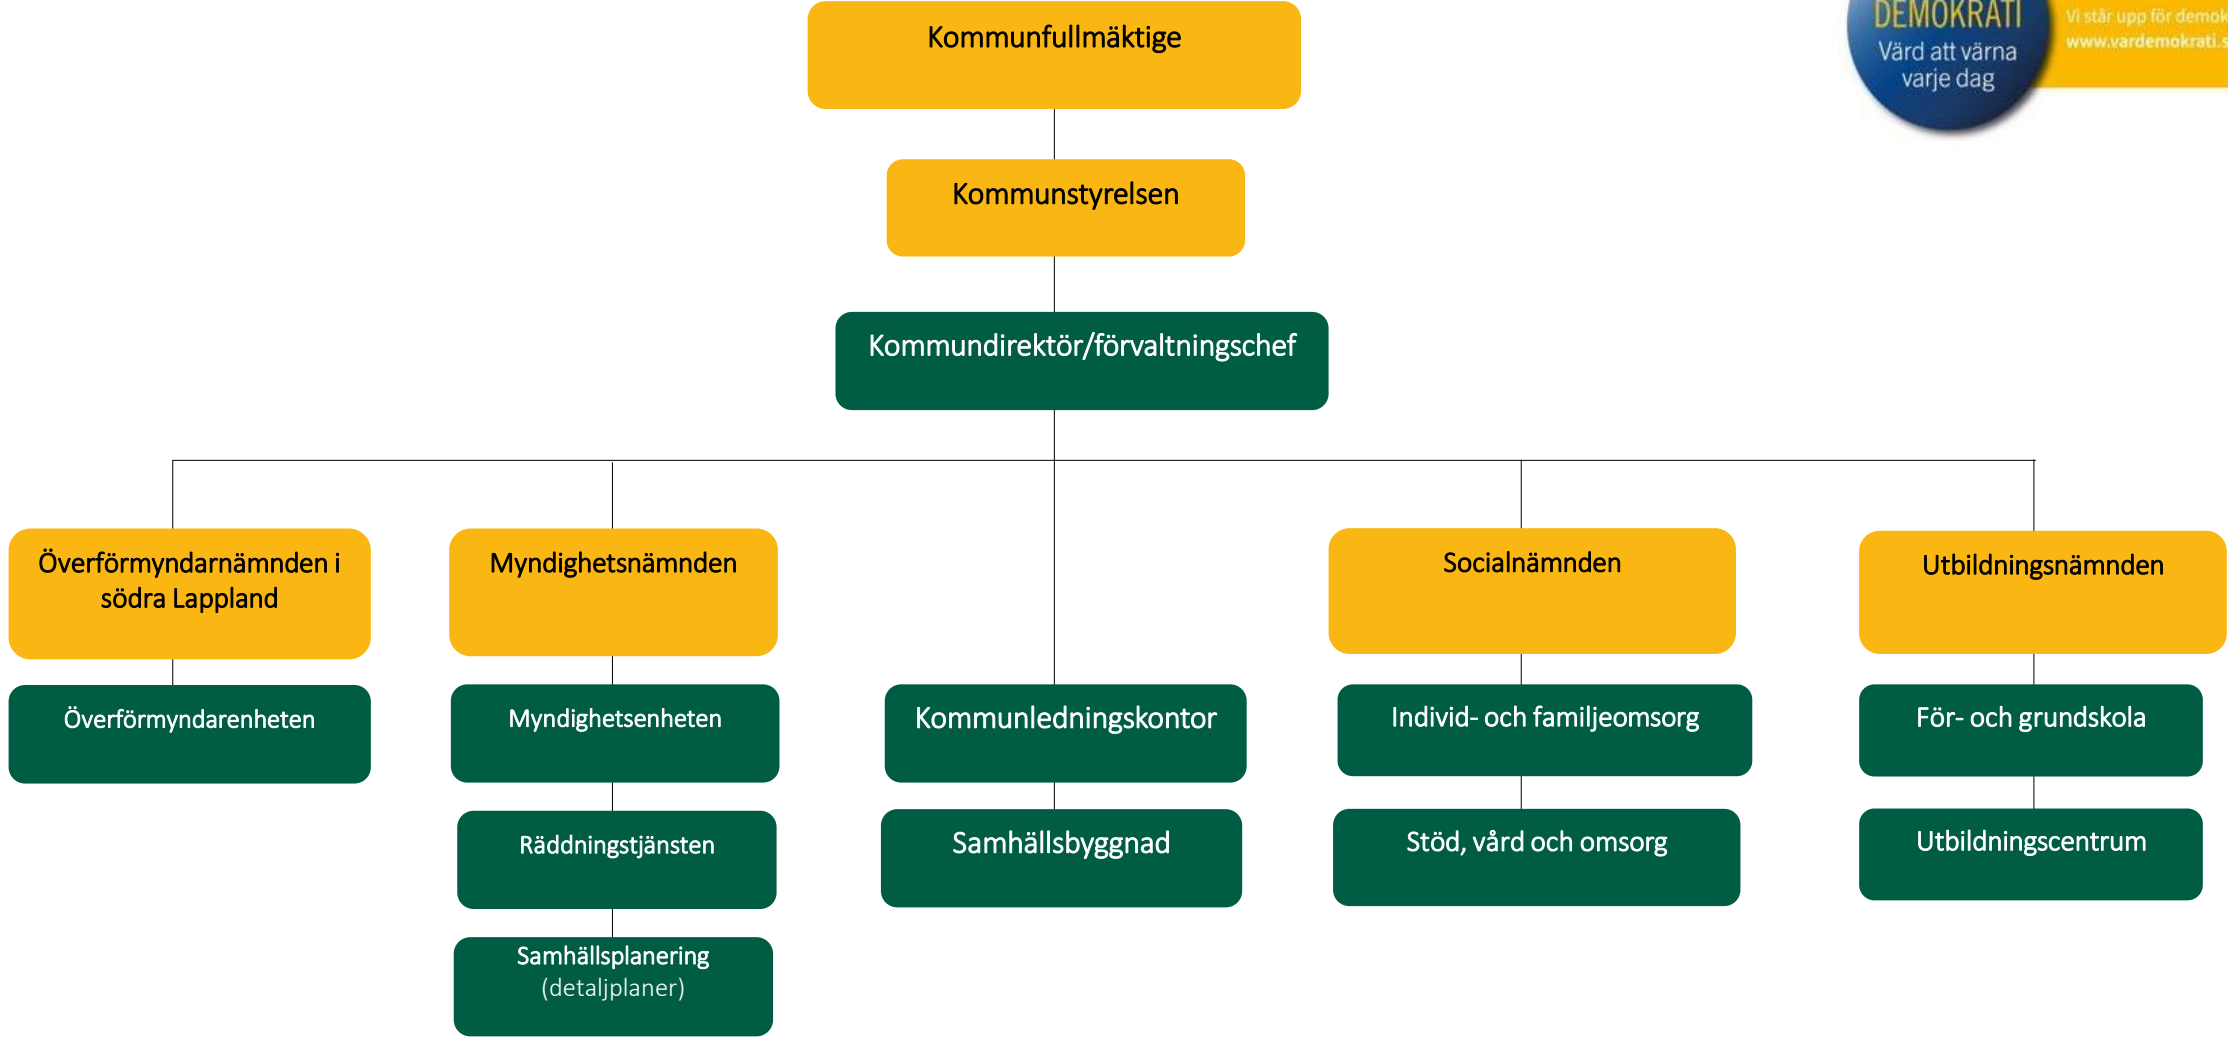 Kommunfullmäktige
DEMOKRATI
Värd att värna
varje dag
Vi står upp för
www.vardemokrati.s
Kommunstyrelsen
Kommundirektör/förvaltningschef
Överförmyndarnämnden i
södra Lappland
Myndighetsnämnden
Socialnämnden
Utbildningsnämnden
Överförmyndarenheten
Myndighetsenheten
Kommunledningskontor
Individ- och familjeomsorg
För- och grundskola
Räddningstjänsten
Samhällsbyggnad
Stöd, vård och omsorg
Utbildningscentrum
Samhällsplanering
(detaljplaner)